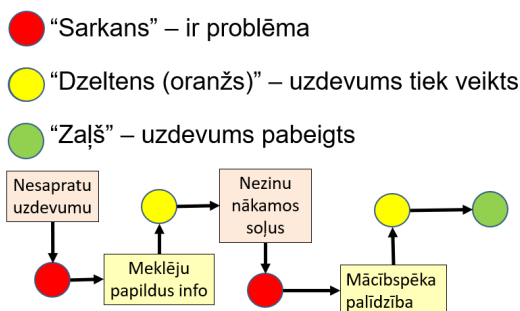 “Sarkans” – ir problēma
“Dzeltens (oranžs)” – uzdevums tiek veikts
“Zaļš” – uzdevums pabeigts
Nesapratu
uzdevumu
Meklēju
papildus info
Nezinu
nākamos
soļus
Mācībspēka
palīdzība